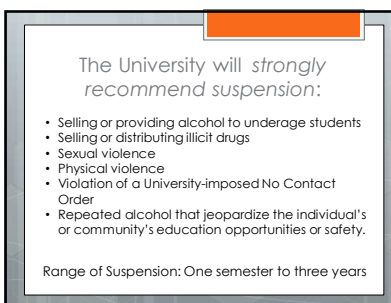 The University will strongly
recommend suspension:
• Selling or providing alcohol to underage students
• Selling or distributing illicit drugs
• Sexual violence
• Physical violence
• Violation of a University-imposed No Contact
Order
• Repeated alcohol that jeopardize the individual's
or community's education opportunities or safety.
Range of Suspension: One semester to three years